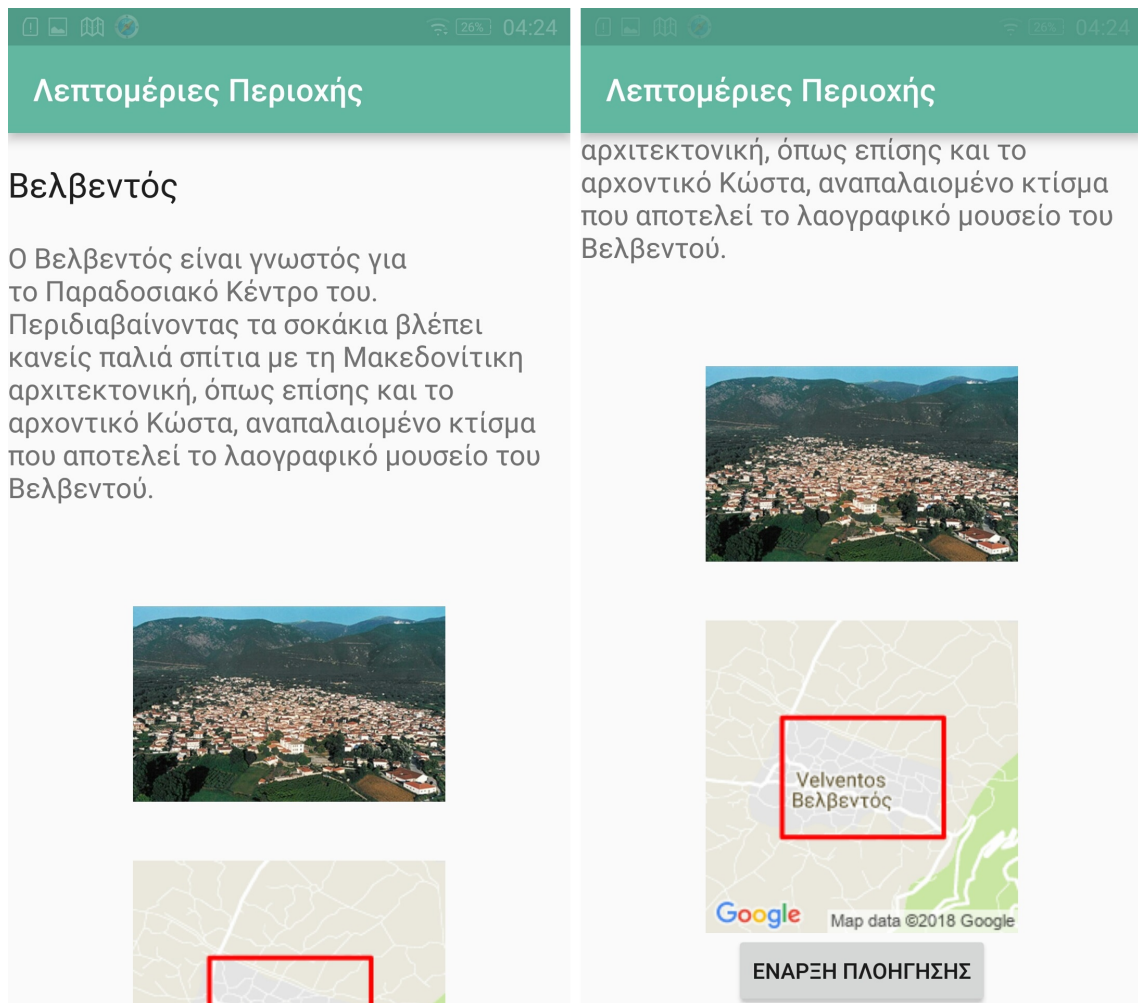 26% 04:24
Λεπτομέριες Περιοχής
Βελβεντός
Ο Βελβεντός είναι γνωστός για
το Παραδοσιακό Κέντρο του.
Περιδιαβαίνοντας τα σοκάκια βλέπει
κανείς παλιά σπίτια με τη Μακεδονίτικη
αρχιτεκτονική, όπως επίσης και το
αρχοντικό Κώστα, αναπαλαιομένο κτίσμα
που αποτελεί το λαογραφικό μουσείο του
Βελβεντού.
26% 04:24
Λεπτομέριες Περιοχής
αρχιτεκτονική, όπως επίσης και το
αρχοντικό Κώστα, αναπαλαιομένο κτίσμα
που αποτελεί το λαογραφικό μουσείο του
Βελβεντού.
Velventos
Βελβεντός
Google Map data ©2018 Google
ΕΝΑΡΞΗ ΠΛΟΗΓΗΣΗΣ